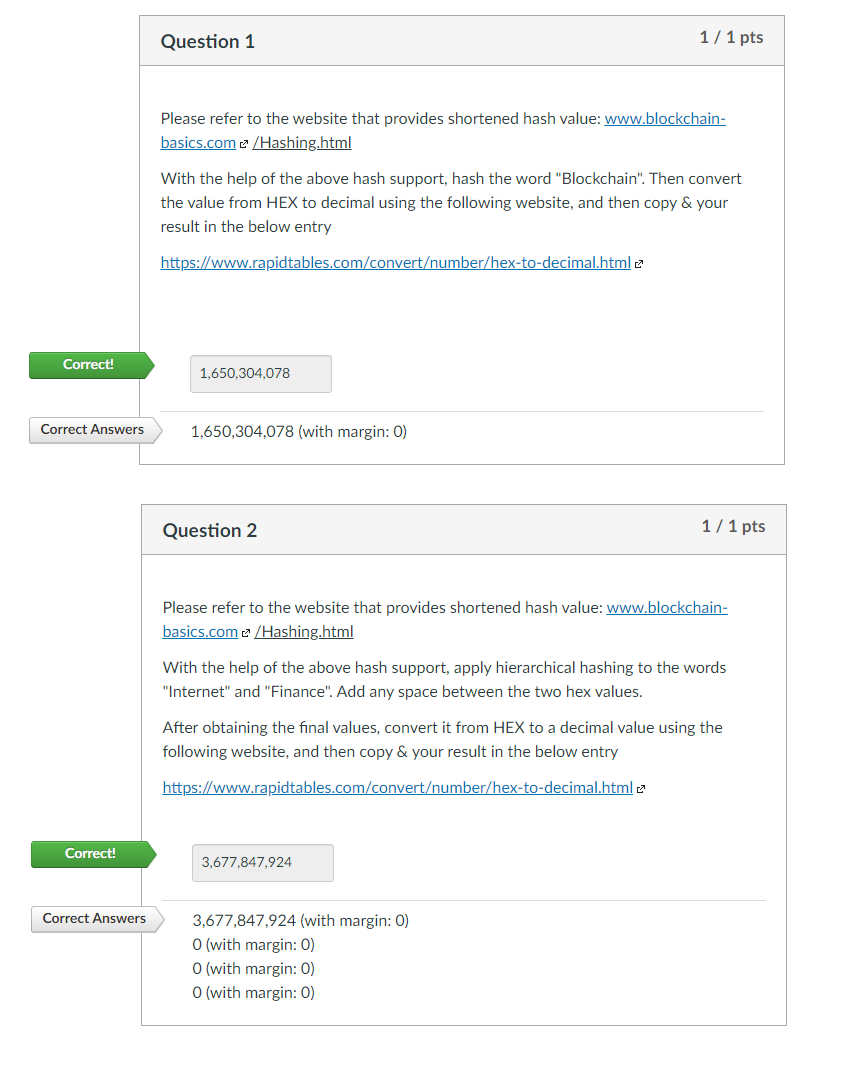 Question 1
1 / 1 pts
Please refer to the website that provides shortened hash value: www.blockchain-
basics.com /Hashing.html
With the help of the above hash support, hash the word "Blockchain". Then convert
the value from HEX to decimal using the following website, and then copy & your
result in the below entry
https://www.rapidtables.com/convert/number/hex-to-decimal.html
Correct!
1,650,304,078
Correct Answers
1,650,304,078 (with margin: 0)
Question 2
1 / 1 pts
Please refer to the website that provides shortened hash value: www.blockchain-
basics.com /Hashing.html
With the help of the above hash support, apply hierarchical hashing to the words
"Internet" and "Finance". Add any space between the two hex values.
After obtaining the final values, convert it from HEX to a decimal value using the
following website, and then copy & your result in the below entry
https://www.rapidtables.com/convert/number/hex-to-decimal.html
Correct!
3,677,847,924
Correct Answers
3,677,847,924 (with margin: 0)
0 (with margin: 0)
0 (with margin: 0)
0 (with margin: 0)